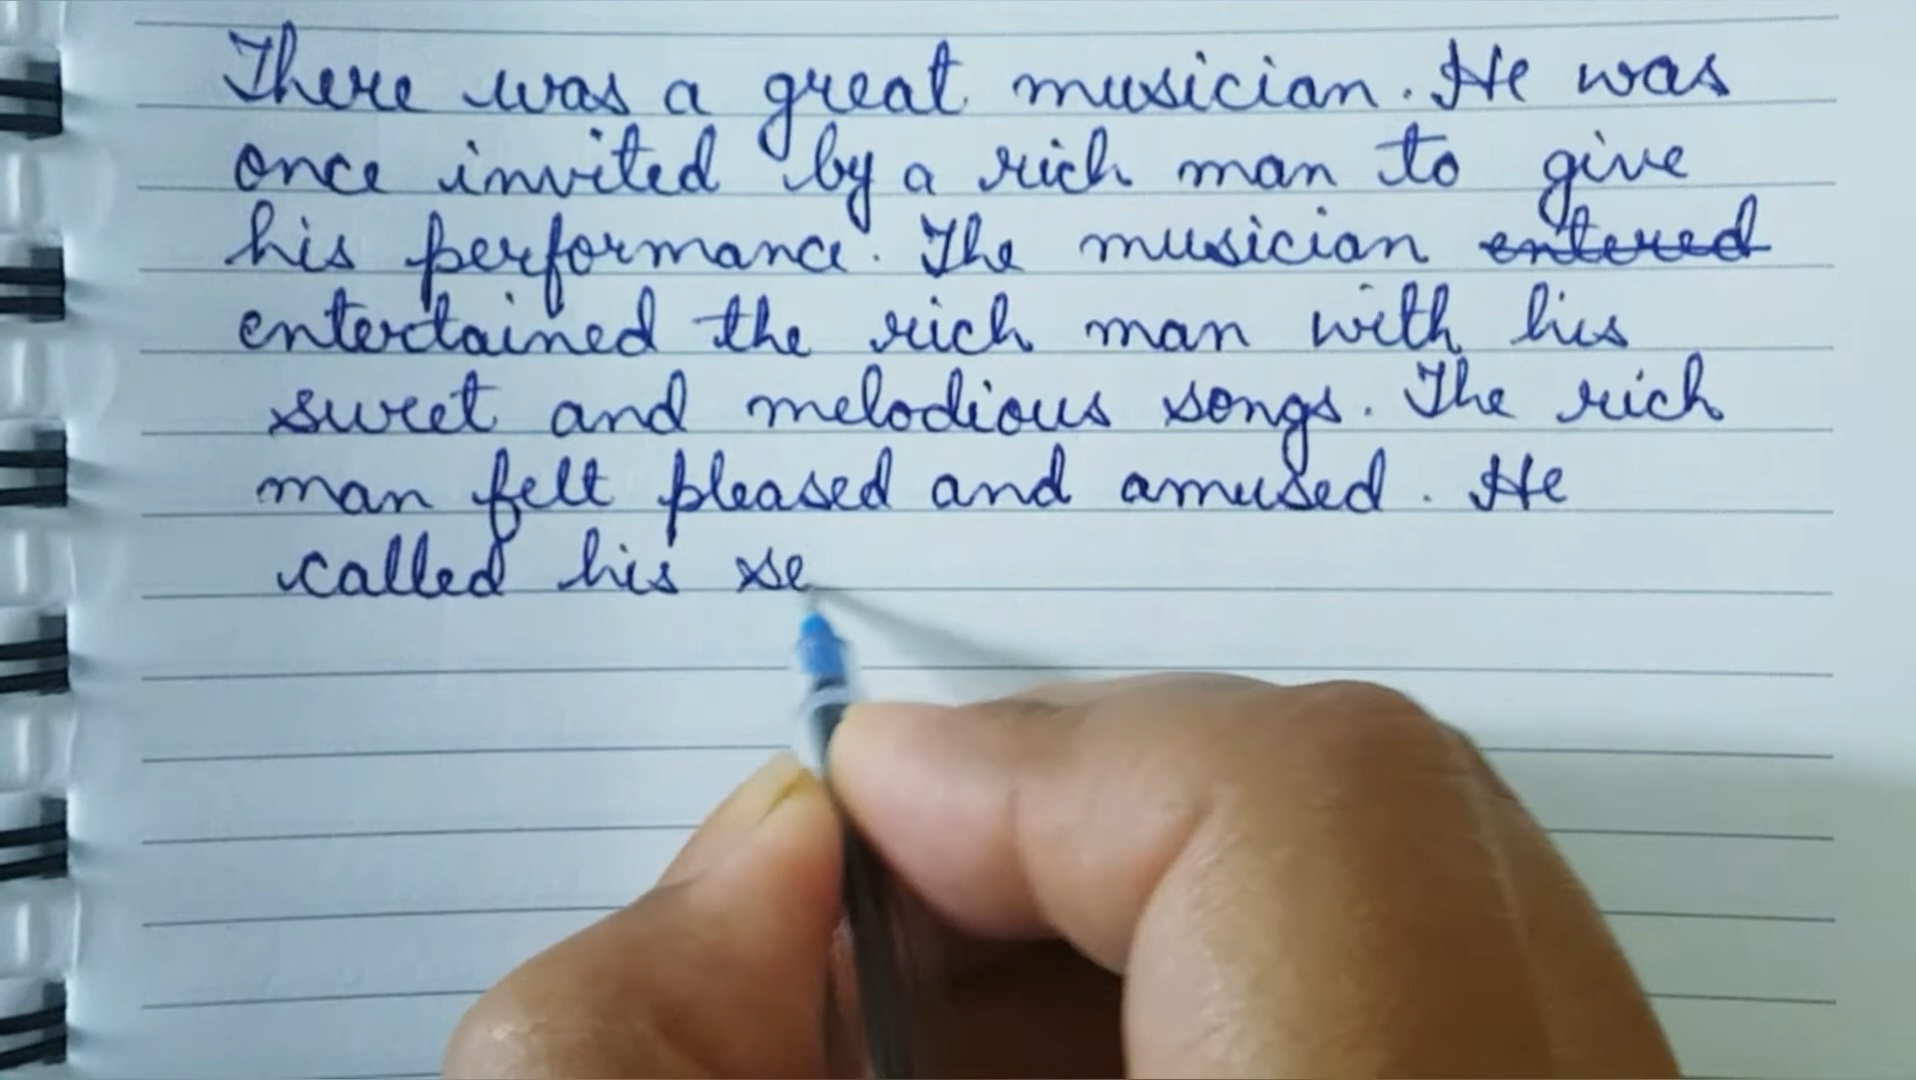 There was a great musician. He was
once invited by a rich man to give
his performance. The musician entered
entertained the rich man with his
sweet and melodious songs. The rich
man felt pleased and amused. He
called his se